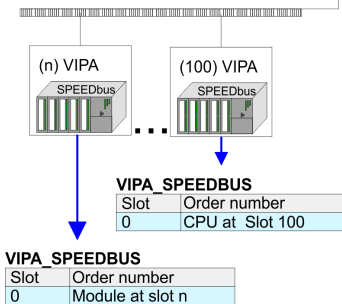 (n) VIPA
(100) VIPA
SPEEDbus
SPEEDbus
VIPA_SPEEDBUS
Slot Order number
0 CPU at Slot 100
VIPA_SPEEDBUS
Slot Order number
0 Module at slot n